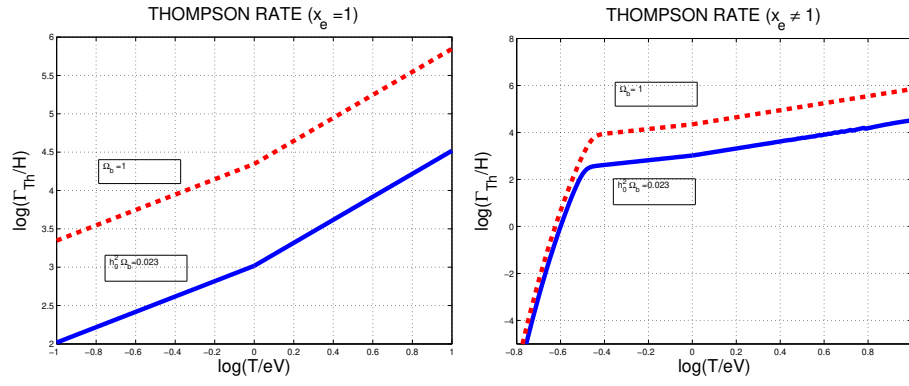 THOMPSON RATE (x_e =1)
6
5.5
5
4.5
4
3.5
3
2.5
2
log(Γ_Th/H)
Ω_b=1
h_0^2 Ω_b=0.023
−1 −0.8 −0.6 −0.4 −0.2 0 0.2 0.4 0.6 0.8 1
log(T/eV)
THOMPSON RATE (x_e ≠ 1)
8
6
4
2
0
−2
−4
log(Γ_Th/H)
Ω_b=1
h_0^2 Ω_b=0.023
−0.8 −0.6 −0.4 −0.2 0 0.2 0.4 0.6 0.8
log(T/eV)